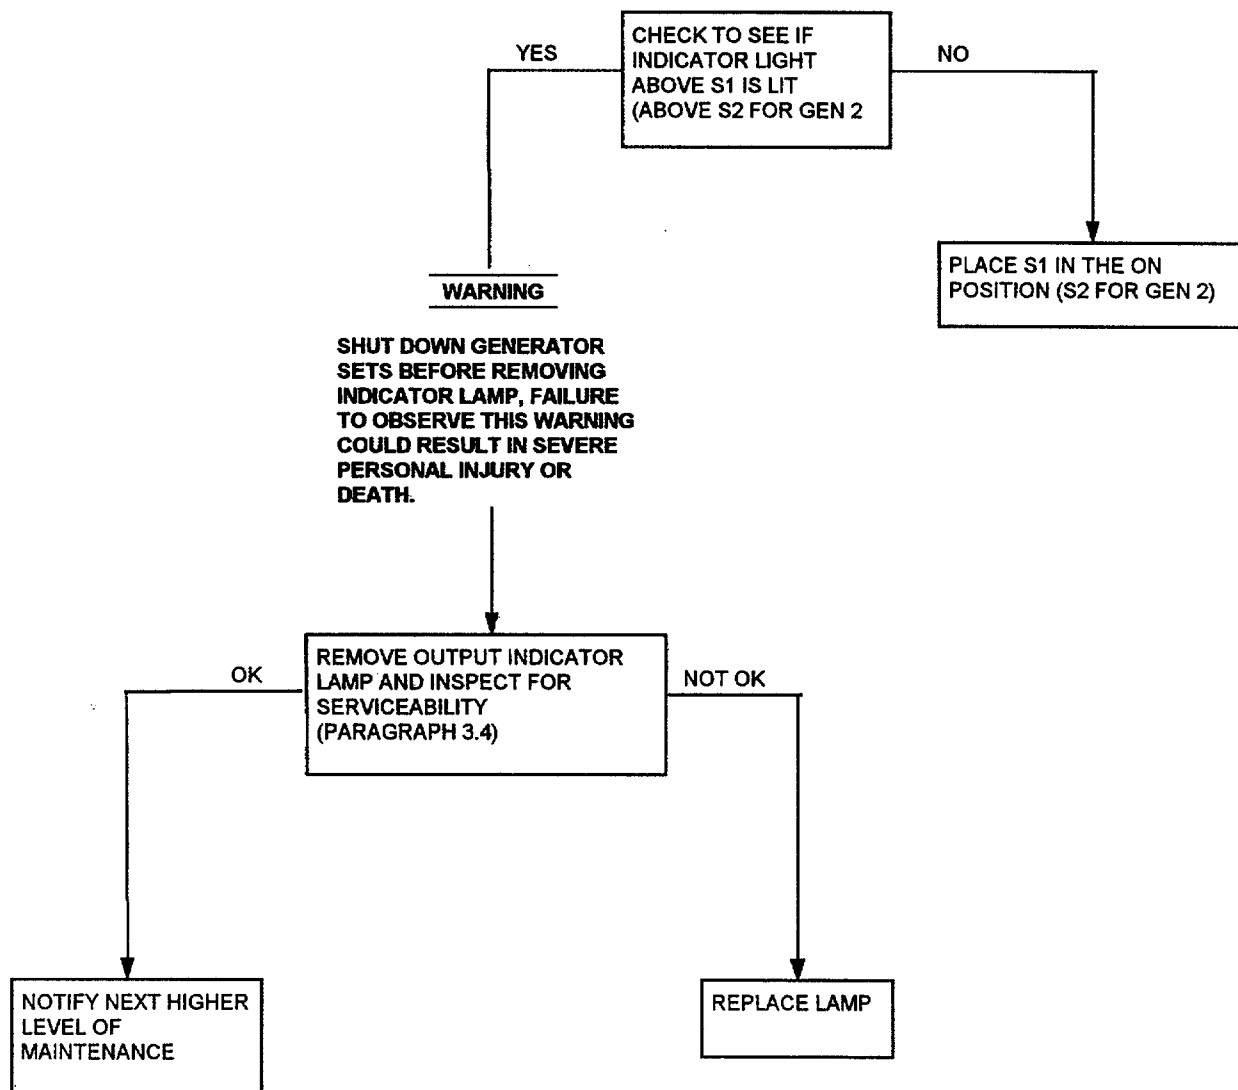 CHECK TO SEE IF
INDICATOR LIGHT
ABOVE S1 IS LIT
(ABOVE S2 FOR GEN 2
YES
NO
PLACE S1 IN THE ON
POSITION (S2 FOR GEN 2)
WARNING
SHUT DOWN GENERATOR
SETS BEFORE REMOVING
INDICATOR LAMP, FAILURE
TO OBSERVE THIS WARNING
COULD RESULT IN SEVERE
PERSONAL INJURY OR
DEATH.
REMOVE OUTPUT INDICATOR
LAMP AND INSPECT FOR
SERVICEABILITY
(PARAGRAPH 3.4)
OK
NOT OK
NOTIFY NEXT HIGHER
LEVEL OF
MAINTENANCE
REPLACE LAMP